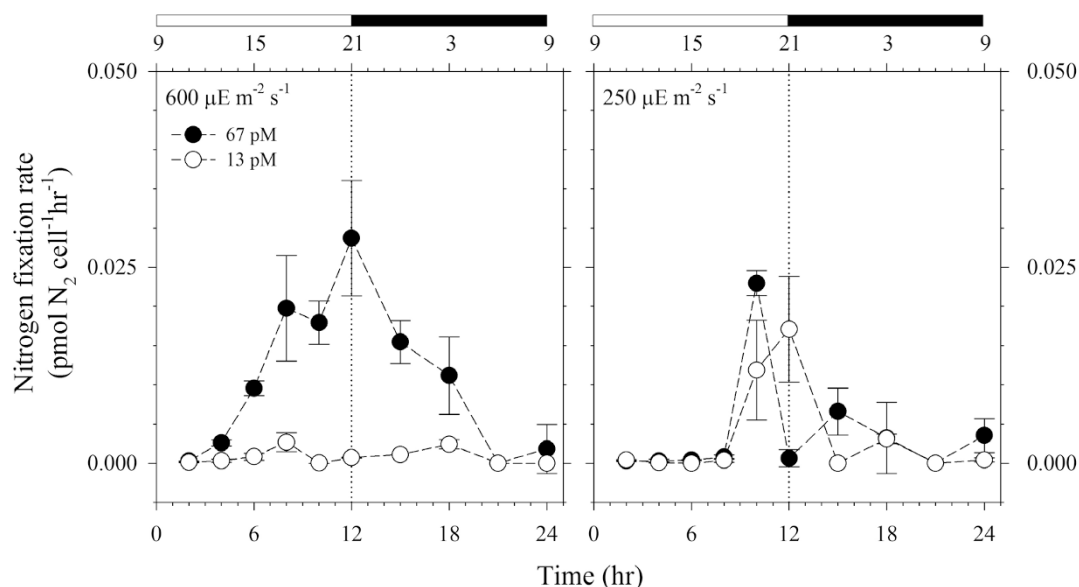 9 15 21 3 9
9 15 21 3 9
0.050
0.025
0.000
Nitrogen fixation rate
(pmol N₂ cell⁻¹hr⁻¹)
600 µE m⁻² s⁻¹
67 pM
13 pM
250 µE m⁻² s⁻¹
0.050
0.025
0.000
0 6 12 18 24
0 6 12 18 24
Time (hr)